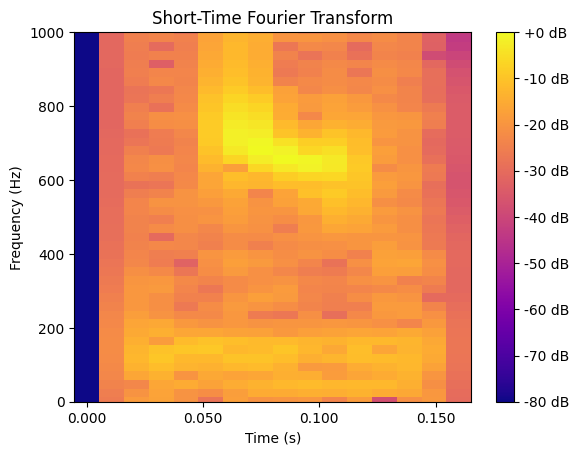 Short-Time Fourier Transform
1000
800
600
400
200
0
Frequency (Hz)
0.000
0.050
0.100
0.150
Time (s)
+0 dB
-10 dB
-20 dB
-30 dB
-40 dB
-50 dB
-60 dB
-70 dB
-80 dB